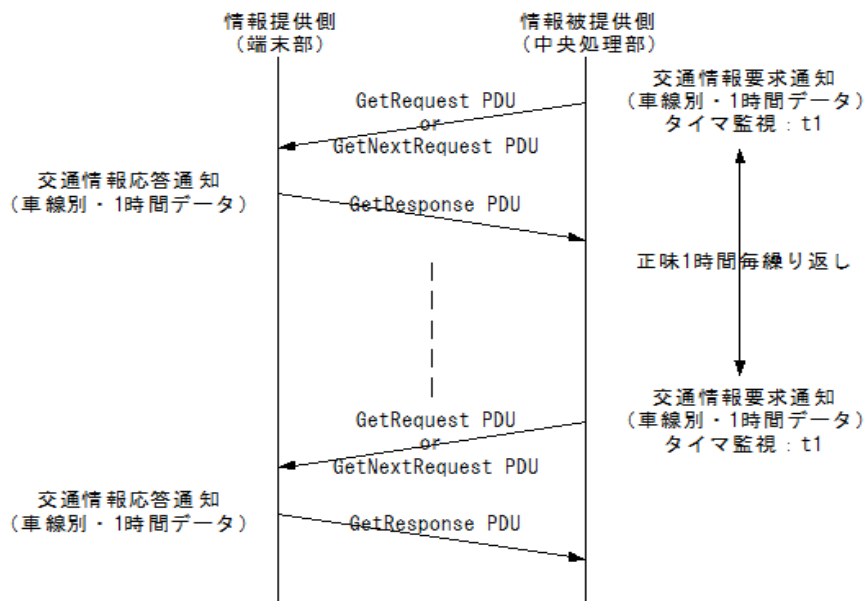 情報提供側
（端末部）
情報被提供側
（中央処理部）
交通情報要求通知
（車線別・1時間データ）
タイマ監視：t1
GetRequest PDU
or
GetNextRequest PDU
交通情報応答通知
（車線別・1時間データ）
GetResponse PDU
正味1時間毎繰り返し
交通情報要求通知
（車線別・1時間データ）
タイマ監視：t1
GetRequest PDU
or
GetNextRequest PDU
交通情報応答通知
（車線別・1時間データ）
GetResponse PDU